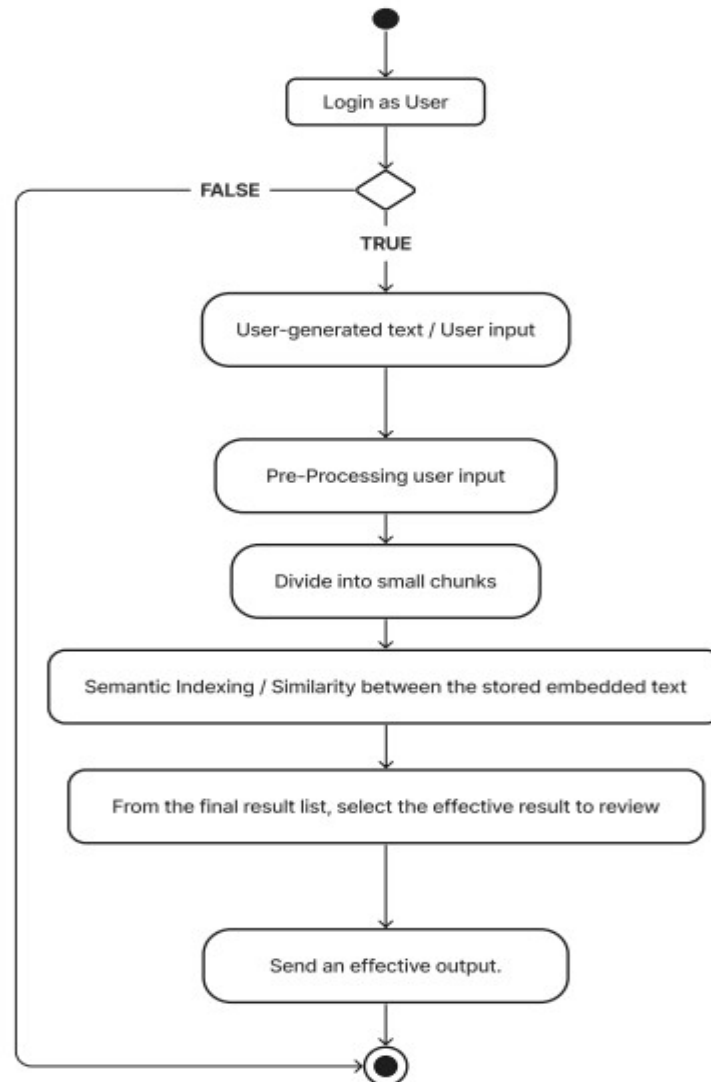 Login as User
FALSE
TRUE
User-generated text / User input
Pre-Processing user input
Divide into small chunks
Semantic Indexing / Similarity between the stored embedded text
From the final result list, select the effective result to review
Send an effective output.